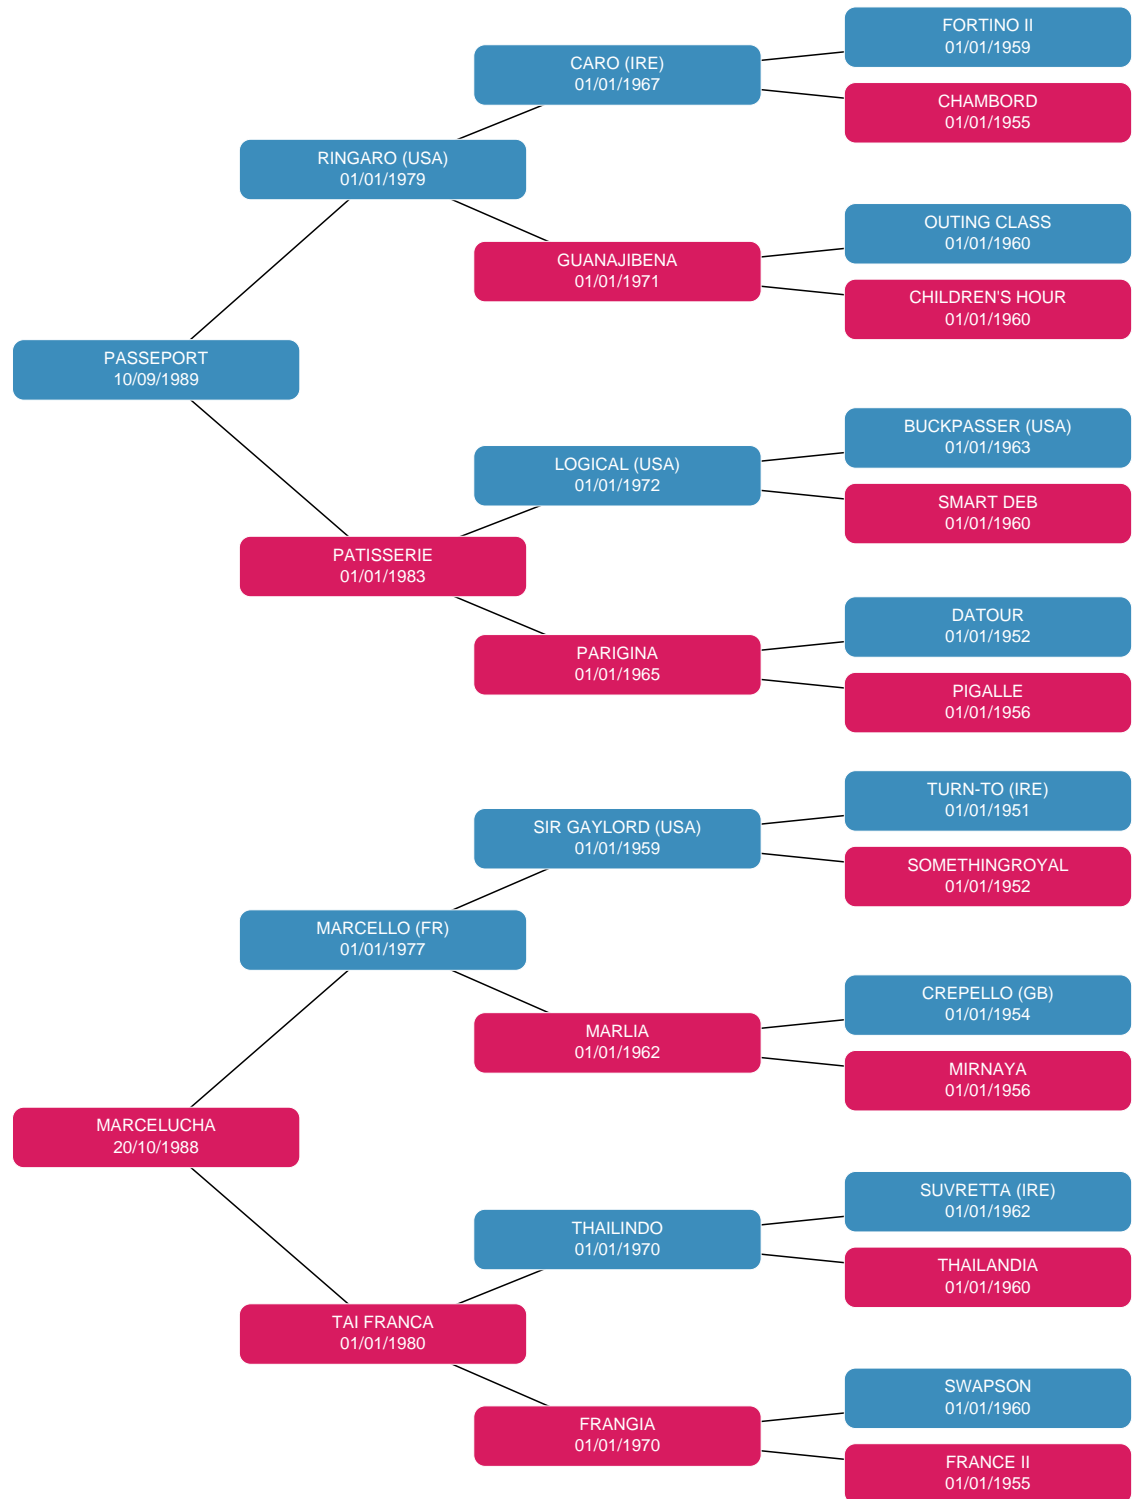 FORTINO II
01/01/1959
CARO (IRE)
01/01/1967
CHAMBORD
01/01/1955
RINGARO (USA)
01/01/1979
OUTING CLASS
01/01/1960
GUANAJIBENA
01/01/1971
CHILDREN'S HOUR
01/01/1960
PASSEPORT
10/09/1989
BUCKPASSER (USA)
01/01/1963
LOGICAL (USA)
01/01/1972
SMART DEB
01/01/1960
PATISSERIE
01/01/1983
DATOUR
01/01/1952
PARIGINA
01/01/1965
PIGALLE
01/01/1956
TURN-TO (IRE)
01/01/1951
SIR GAYLORD (USA)
01/01/1959
SOMETHINGROYAL
01/01/1952
MARCELLO (FR)
01/01/1977
CREPELLO (GB)
01/01/1954
MARLIA
01/01/1962
MIRNAYA
01/01/1956
MARCELUCHA
20/10/1988
SUVRETTA (IRE)
01/01/1962
THAILINDO
01/01/1970
THAILANDIA
01/01/1960
TAI FRANCA
01/01/1980
SWAPSON
01/01/1960
FRANGIA
01/01/1970
FRANCE II
01/01/1955